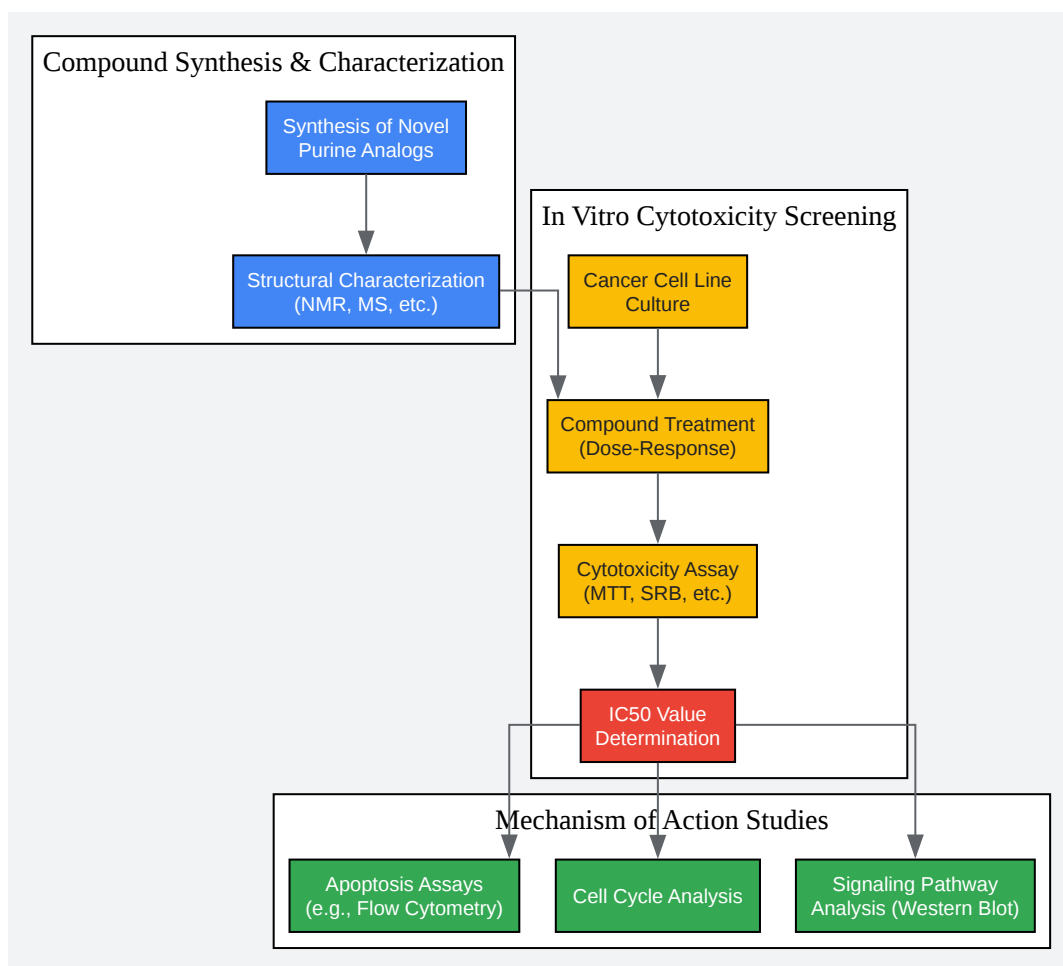 Compound Synthesis & Characterization
Synthesis of Novel
Purine Analogs
Structural Characterization
(NMR, MS, etc.)
In Vitro Cytotoxicity Screening
Cancer Cell Line
Culture
Compound Treatment
(Dose-Response)
Cytotoxicity Assay
(MTT, SRB, etc.)
IC50 Value
Determination
Mechanism of Action Studies
Apoptosis Assays
(e.g., Flow Cytometry)
Cell Cycle Analysis
Signaling Pathway
Analysis (Western Blot)